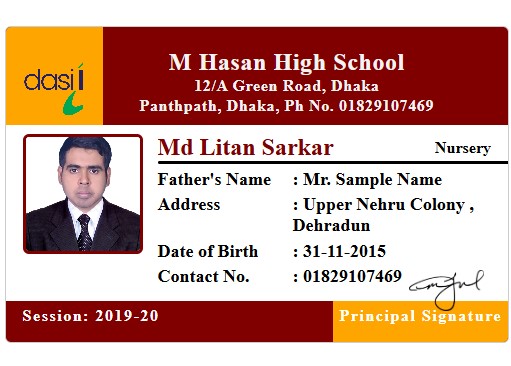 dasil
M Hasan High School
12/A Green Road, Dhaka
Panthpath, Dhaka, Ph No. 01829107469
Md Litan Sarkar
Nursery
Father's Name : Mr. Sample Name
Address : Upper Nehru Colony ,
Dehradun
Date of Birth : 31-11-2015
Contact No. : 01829107469
Session: 2019-20
Principal Signature